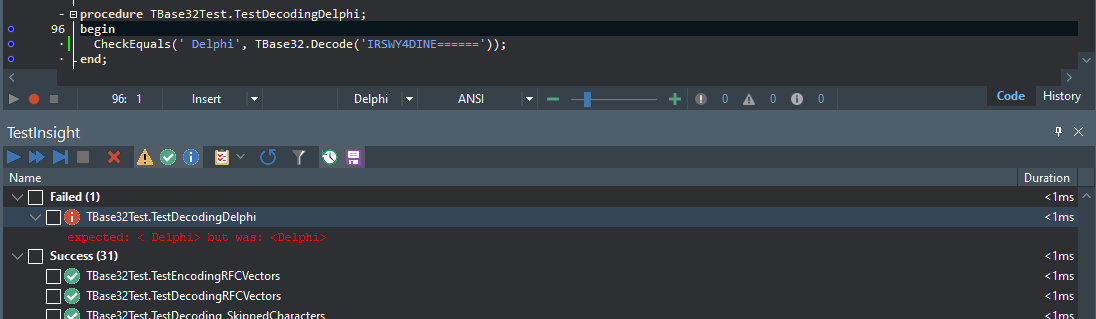 procedure TBase32Test.TestDecodingDelphi;
96 begin
CheckEquals(' Delphi', TBase32.Decode('IRSWY4DINE======'));
end;
96: 1 Insert Delphi ANSI 0 0 0 Code History
TestInsight
Name Duration
Failed (1) <1ms
TBase32Test.TestDecodingDelphi <1ms
expected: < Delphi> but was: <Delphi>
Success (31) <1ms
TBase32Test.TestEncodingRFCVectors <1ms
TBase32Test.TestDecodingRFCVectors <1ms
TBase32Test.TestDecoding_SkippedCharacters <1ms